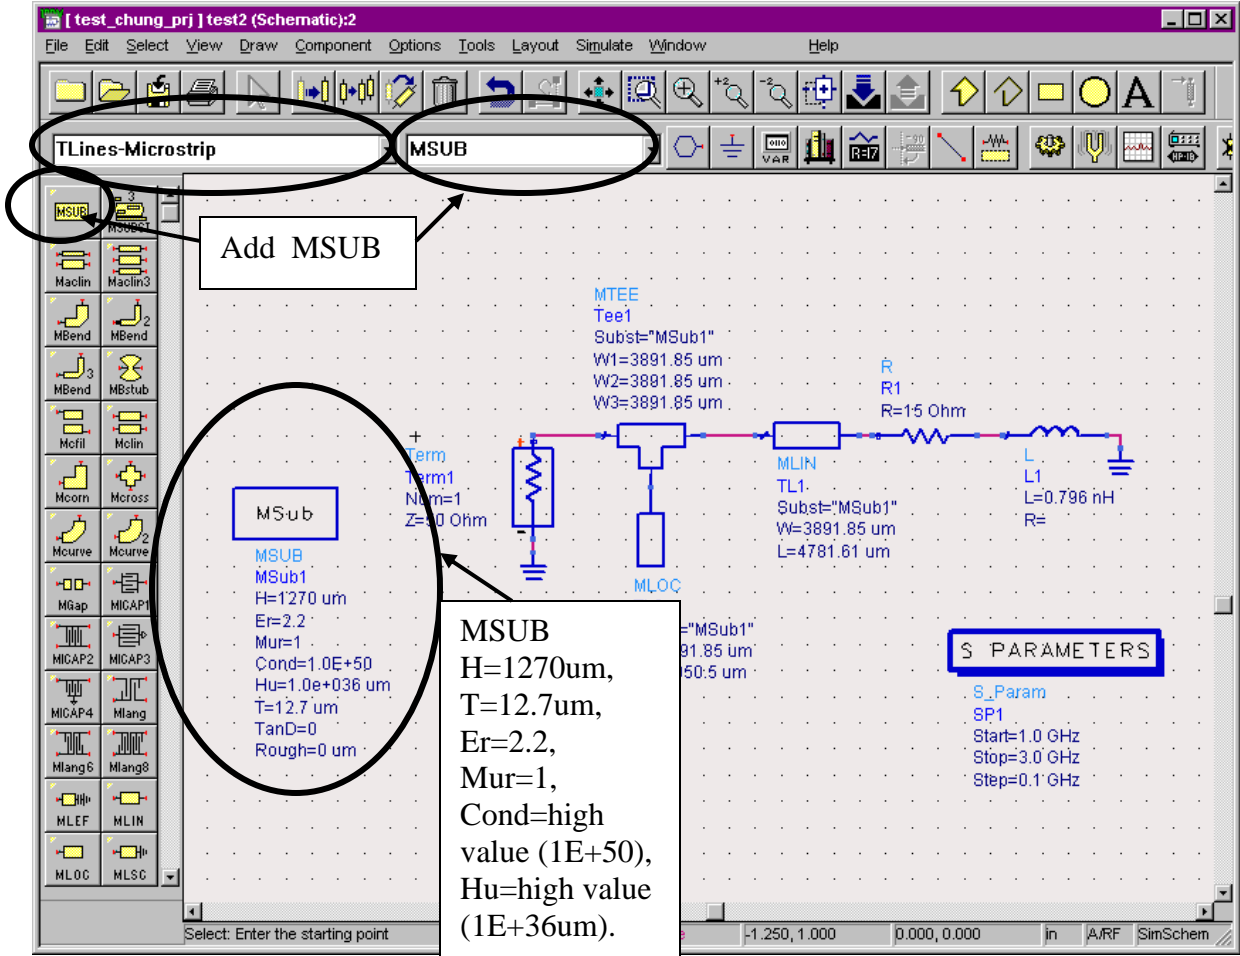 [ test_chung_prj ] test2 (Schematic):2
File Edit Select View Draw Component Options Tools Layout Simulate Window Help
TLines-Microstrip MSUB
VAR
MSUB
Add MSUB
Maclin Maclin3
MBend MBend
MBend MBstub
Mcfil Mclin
Mcorn Mcross
Mcurve Mcurve
MGap MICAP1
MICAP2 MICAP3
MICAP4 Mlang
Mlang6 Mlang8
MLEF MLIN
MLOC MLSC
MTEE
Tee1
Subst="MSub1"
W1=3891.85 um
W2=3891.85 um
W3=3891.85 um
R
R1
R=15 Ohm
Term
Term1
Num=1
Z=50 Ohm
MLIN
TL1
Subst="MSub1"
W=3891.85 um
L=4781.61 um
L
L1
L=0.796 nH
R=
MSub
MSUB
MSub1
H=1270 um
Er=2.2
Mur=1
Cond=1.0E+50
Hu=1.0e+036 um
T=12.7 um
TanD=0
Rough=0 um
MLOC
="MSub1"
91.85 um
050.5 um
MSUB
H=1270um,
T=12.7um,
Er=2.2,
Mur=1,
Cond=high
value (1E+50),
Hu=high value
(1E+36um).
S PARAMETERS
S_Param
SP1
Start=1.0 GHz
Stop=3.0 GHz
Step=0.1 GHz
Select: Enter the starting point -1.250, 1.000 0.000, 0.000 in A/RF SimSchem